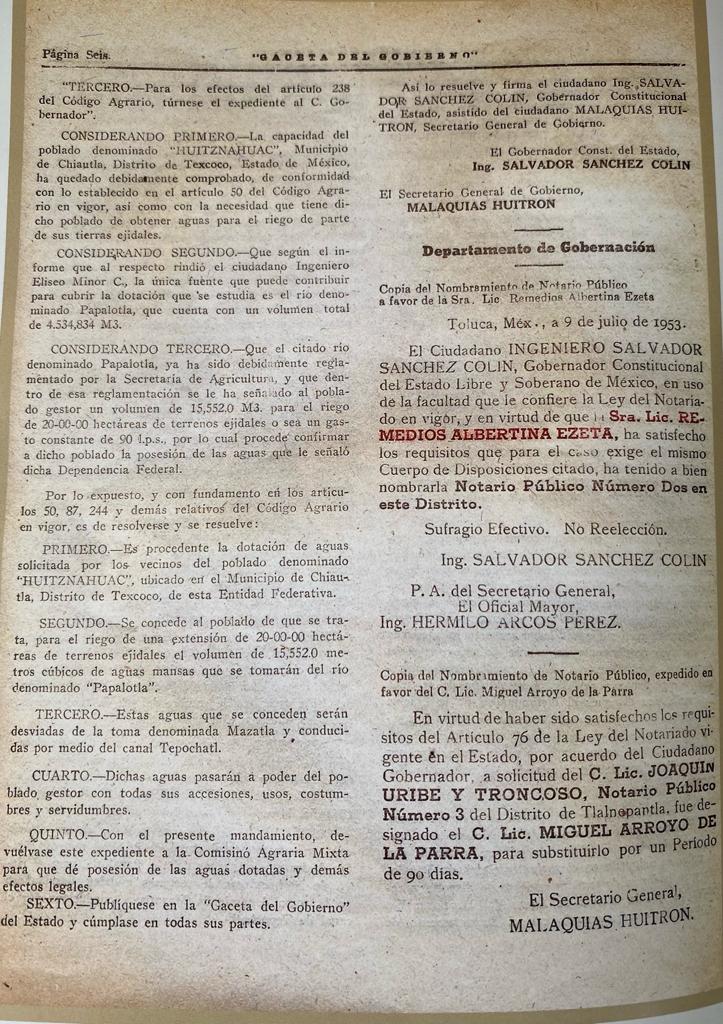 Página Seis.
"GACETA DEL GOBIERNO"
"TERCERO.—Para los efectos del artículo 238
del Código Agrario, túrnese el expediente al C. Go-
bernador".
CONSIDERANDO PRIMERO.—La capacidad del
poblado denominado "HUITZNAHUAC", Municipio
de Chiautla, Distrito de Texcoco, Estado de México,
ha quedado debidamente comprobado, de conformidad
con lo establecido en el artículo 50 del Código Agra-
rio en vigor, así como con la necesidad que tiene di-
cho poblado de obtener aguas para el riego de parte
de sus tierras ejidales.
CONSIDERANDO SEGUNDO.—Que según el in-
forme que al respecto rindió el ciudadano Ingeniero
Eliseo Minor C., la única fuente que puede contribuir
para cubrir la dotación que se estudia es el río deno-
minado Papalotla, que cuenta con un volumen total
de 4.534,834 M3.
CONSIDERANDO TERCERO.—Que el citado río
denominado Papalotla, ya ha sido debidamente regla-
mentado por la Secretaría de Agricultura, y que den-
tro de esa reglamentación se le ha señalado al pobla-
do gestor un volumen de 15,552.0 M3. para el riego
de 20-00-00 hectáreas de terrenos ejidales o sea un gas-
to constante de 90 l.p.s., por lo cual procede confirmar
a dicho poblado la posesión de las aguas que le señaló
dicha Dependencia Federal.
Por lo expuesto, y con fundamento en los artícu-
los 50, 87, 244 y demás relativos del Código Agrario
en vigor, es de resolverse y se resuelve:
PRIMERO.—Es procedente la dotación de aguas
solicitada por los vecinos del poblado denominado
"HUITZNAHUAC", ubicado en el Municipio de Chiau-
tla, Distrito de Texcoco, de esta Entidad Federativa.
SEGUNDO.—Se concede al poblado de que se tra-
ta, para el riego de una extensión de 20-00-00 hectá-
reas de terrenos ejidales el volumen de 15,552.0 me-
tros cúbicos de aguas mansas que se tomarán del río
denominado "Papalotla".
TERCERO.—Estas aguas que se conceden serán
desviadas de la toma denominada Mazatla y conduci-
das por medio del canal Tepochatl.
CUARTO.—Dichas aguas pasarán a poder del po-
blado gestor con todas sus accesiones, usos, costum-
bres y servidumbres.
QUINTO.—Con el presente mandamiento, de-
vuélvase este expediente a la Comisinó Agraria Mixta
para que dé posesión de las aguas dotadas y demás
efectos legales.
SEXTO.—Publíquese en la "Gaceta del Gobierno"
del Estado y cúmplase en todas sus partes.
Así lo resuelve y firma el ciudadano Ing. SALVA-
DOR SANCHEZ COLIN, Gobernador Constitucional
del Estado, asistido del ciudadano MALAQUIAS HUI-
TRON, Secretario General de Gobierno.
El Gobernador Const. del Estado,
Ing. SALVADOR SANCHEZ COLIN
El Secretario General de Gobierno,
MALAQUIAS HUITRON
Departamento de Gobernación
Copia del Nombramiento de Notario Público
a favor de la Sra. Lic. Remedios Albertina Ezeta
Toluca, Méx., a 9 de julio de 1953.
El Ciudadano INGENIERO SALVADOR
SANCHEZ COLIN, Gobernador Constitucional
del Estado Libre y Soberano de México, en uso
de la facultad que le confiere la Ley del Notaria-
do en vigor, y en virtud de que la Sra. Lic. RE-
MEDIOS ALBERTINA EZETA, ha satisfecho
los requisitos que para el caso exige el mismo
Cuerpo de Disposiciones citado, ha tenido a bien
nombrarla Notario Público Número Dos en
este Distrito.
Sufragio Efectivo. No Reelección.
Ing. SALVADOR SANCHEZ COLIN
P. A. del Secretario General,
El Oficial Mayor,
Ing. HERMILO ARCOS PEREZ.
Copia del Nombramiento de Notario Público, expedido en
favor del C. Lic. Miguel Arroyo de la Parra
En virtud de haber sido satisfechos los requi-
sitos del Artículo 76 de la Ley del Notariado vi-
gente en el Estado, por acuerdo del Ciudadano
Gobernador, a solicitud del C. Lic. JOAQUIN
URIBE Y TRONCOSO, Notario Público
Número 3 del Distrito de Tlalnepantla, fue de-
signado el C. Lic. MIGUEL ARROYO DE
LA PARRA, para substituirlo por un Período
de 90 días.
El Secretario General,
MALAQUIAS HUITRON.